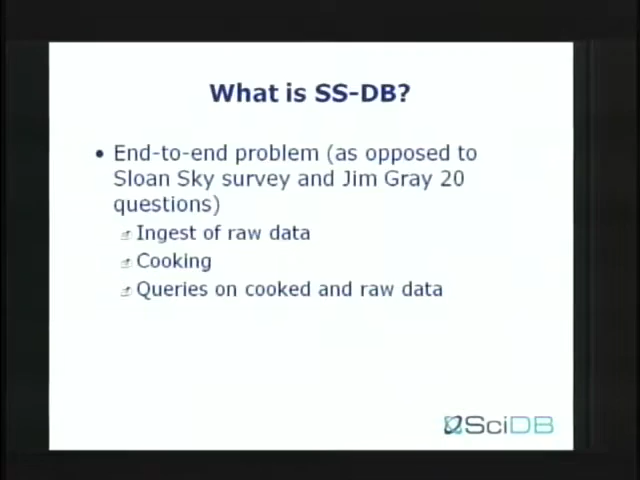 What is SS-DB?
• End-to-end problem (as opposed to
Sloan Sky survey and Jim Gray 20
questions)
Ingest of raw data
Cooking
Queries on cooked and raw data
SciDB